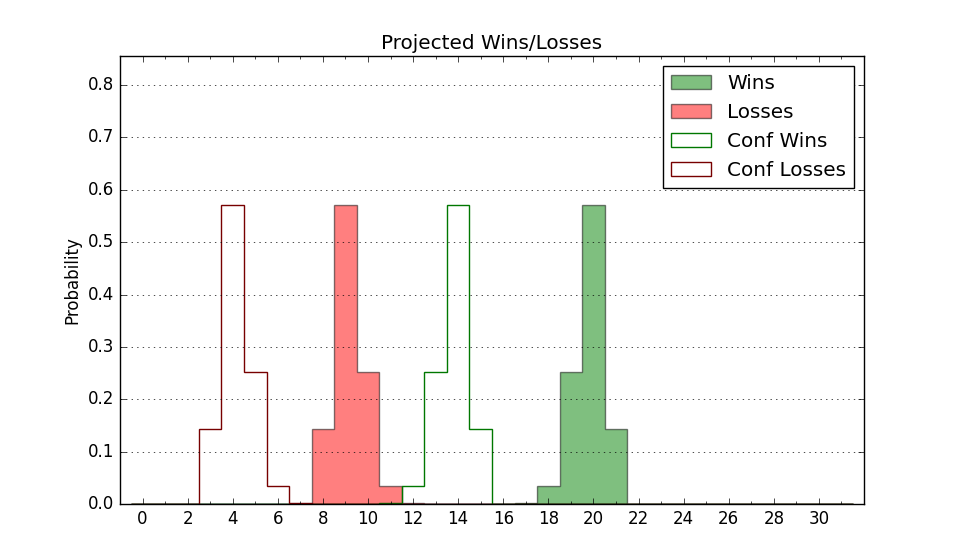 Projected Wins/Losses
0.8
0.7
0.6
0.5
0.4
0.3
0.2
0.1
0.0
Probability
Wins
Losses
Conf Wins
Conf Losses
0 2 4 6 8 10 12 14 16 18 20 22 24 26 28 30